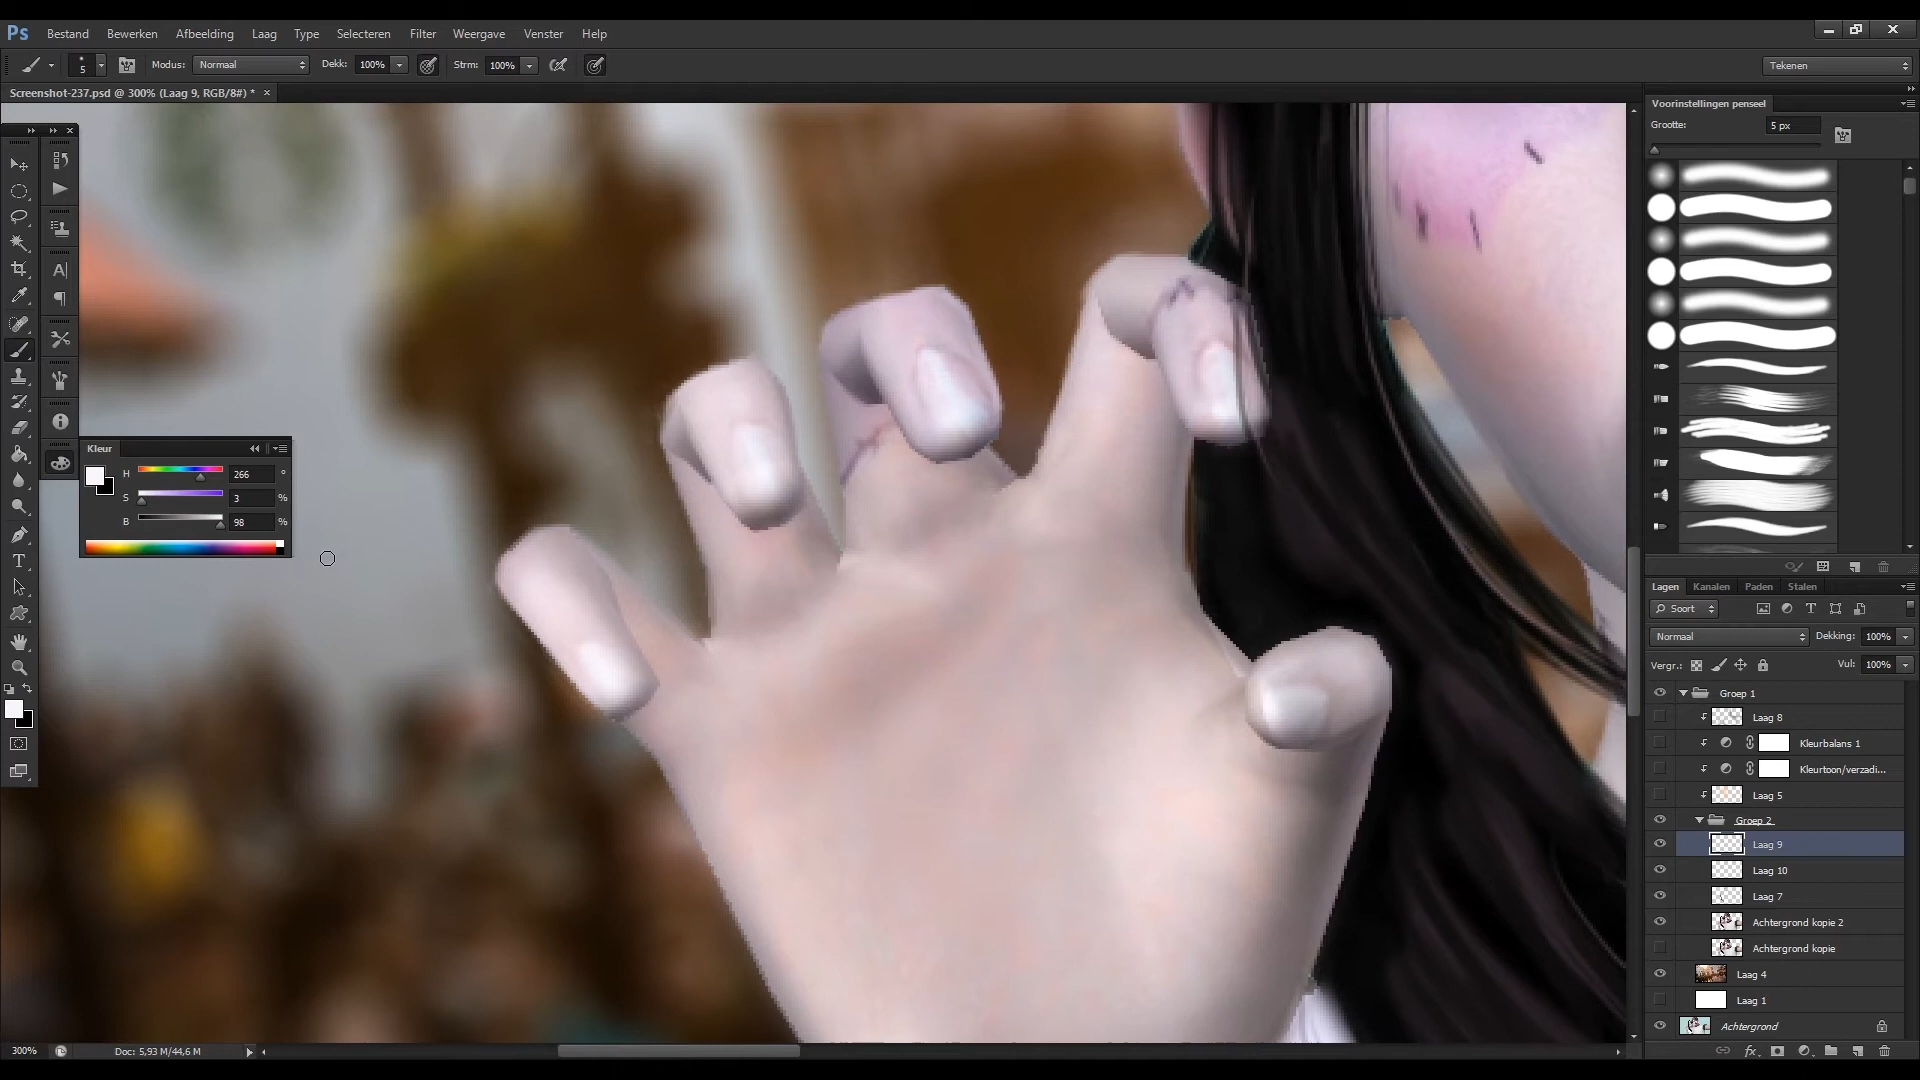 Ps Bestand Bewerken Afbeelding Laag Type Selecteren Filter Weergave Venster Help
5 Modus: Normaal Dekk: 100% Strm: 100% Tekenen
Screenshot-237.psd @ 300% (Laag 9, RGB/8#) * ×
Voorinstellingen penseel
Grootte: 5 px
Kleur
H 266 °
S 3 %
B 98 %
Lagen Kanalen Paden Stalen
Soort
Normaal Dekking: 100%
Vergr.: Vul: 100%
Groep 1
Laag 8
Kleurbalans 1
Kleurtoon/verzadi...
Laag 5
Groep 2
Laag 9
Laag 10
Laag 7
Achtergrond kopie 2
Achtergrond kopie
Laag 4
Laag 1
Achtergrond
300% Doc: 5,93 M/44,6 M